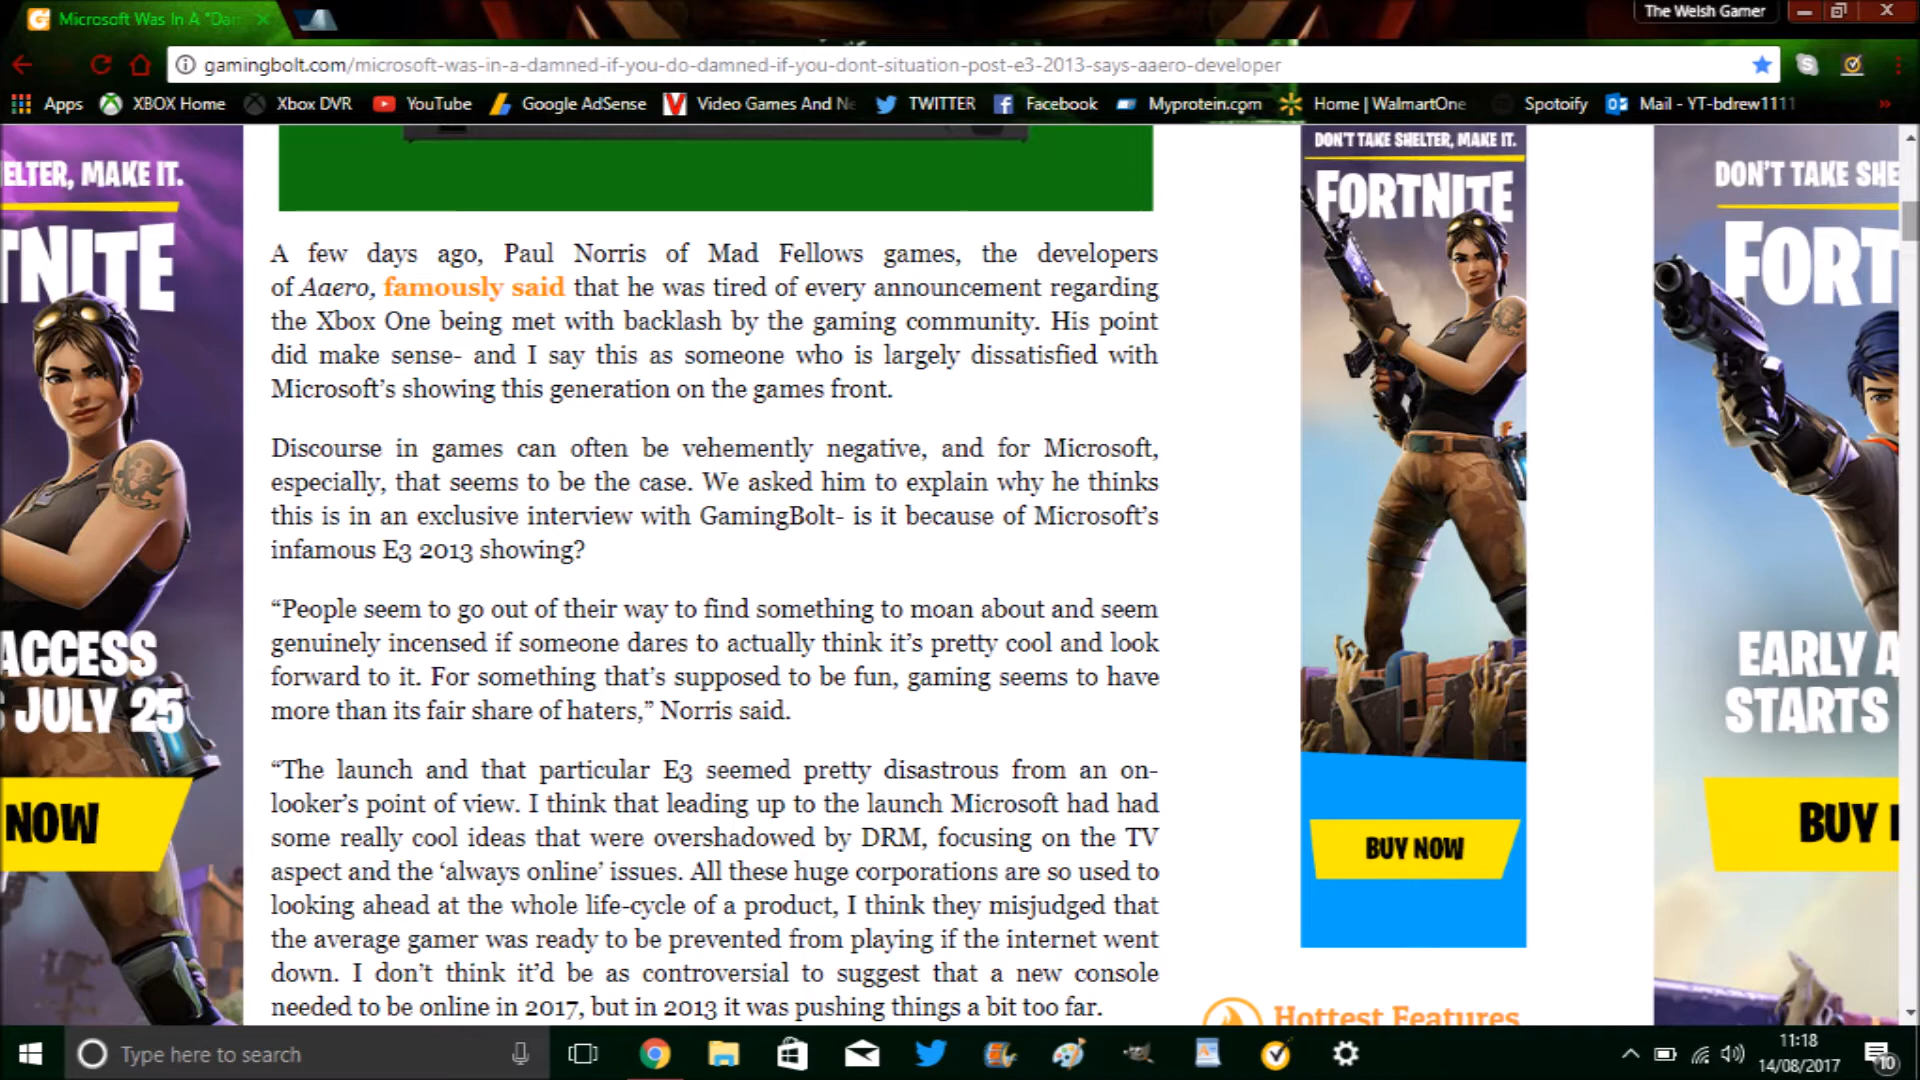 Microsoft Was In A "Dam
The Welsh Gamer
gamingbolt.com/microsoft-was-in-a-damned-if-you-do-damned-if-you-dont-situation-post-e3-2013-says-aaero-developer
Apps XBOX Home Xbox DVR YouTube Google AdSense Video Games And Ne TWITTER Facebook Myprotein.com Home | WalmartOne Spotoify Mail - YT-bdrew1111
ELTER, MAKE IT.
TNITE
ACCESS
S JULY 25
NOW
A few days ago, Paul Norris of Mad Fellows games, the developers
of Aaero, famously said that he was tired of every announcement regarding
the Xbox One being met with backlash by the gaming community. His point
did make sense- and I say this as someone who is largely dissatisfied with
Microsoft's showing this generation on the games front.
Discourse in games can often be vehemently negative, and for Microsoft,
especially, that seems to be the case. We asked him to explain why he thinks
this is in an exclusive interview with GamingBolt- is it because of Microsoft's
infamous E3 2013 showing?
“People seem to go out of their way to find something to moan about and seem
genuinely incensed if someone dares to actually think it's pretty cool and look
forward to it. For something that's supposed to be fun, gaming seems to have
more than its fair share of haters,” Norris said.
“The launch and that particular E3 seemed pretty disastrous from an on-
looker's point of view. I think that leading up to the launch Microsoft had had
some really cool ideas that were overshadowed by DRM, focusing on the TV
aspect and the ‘always online’ issues. All these huge corporations are so used to
looking ahead at the whole life-cycle of a product, I think they misjudged that
the average gamer was ready to be prevented from playing if the internet went
down. I don't think it'd be as controversial to suggest that a new console
needed to be online in 2017, but in 2013 it was pushing things a bit too far.
DON'T TAKE SHELTER, MAKE IT.
FORTNITE
BUY NOW
Hottest Features
DON'T TAKE SHE
FORT
EARLY A
STARTS
BUY
Type here to search
11:18
14/08/2017
10